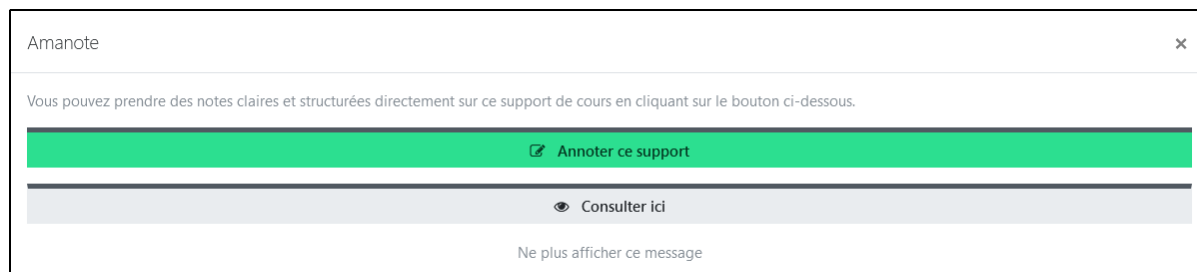 Amanote
×
Vous pouvez prendre des notes claires et structurées directement sur ce support de cours en cliquant sur le bouton ci-dessous.
Annoter ce support
Consulter ici
Ne plus afficher ce message